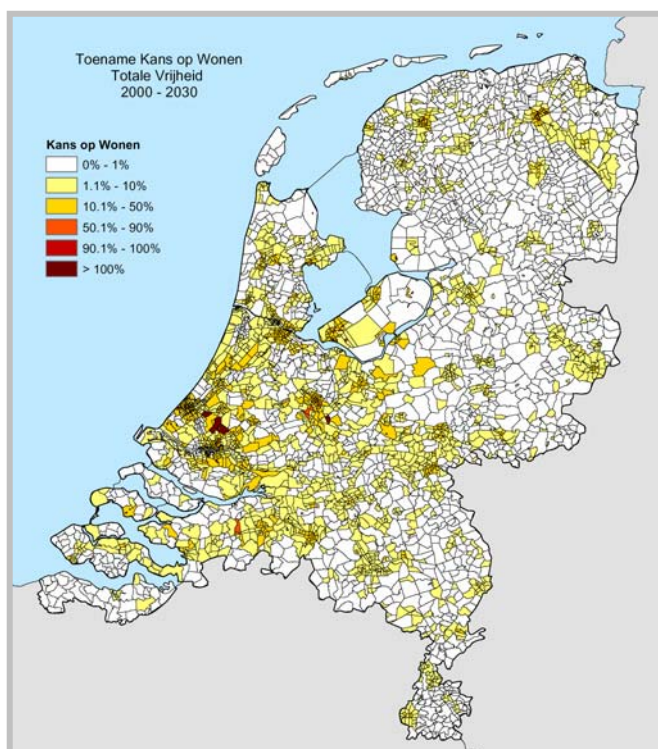 Toename Kans op Wonen
Totale Vrijheid
2000 - 2030
Kans op Wonen
0% - 1%
1.1% - 10%
10.1% - 50%
50.1% - 90%
90.1% - 100%
> 100%